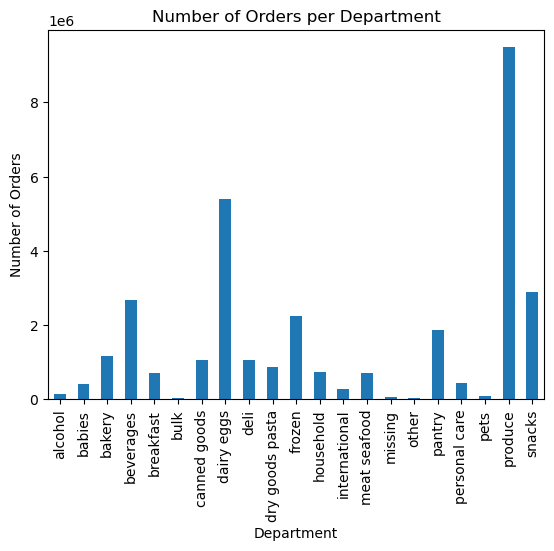 Number of Orders per Department
1e6
8
6
4
2
0
Number of Orders
alcohol
babies
bakery
beverages
breakfast
bulk
canned goods
dairy eggs
deli
dry goods pasta
frozen
household
international
meat seafood
missing
other
pantry
personal care
pets
produce
snacks
Department